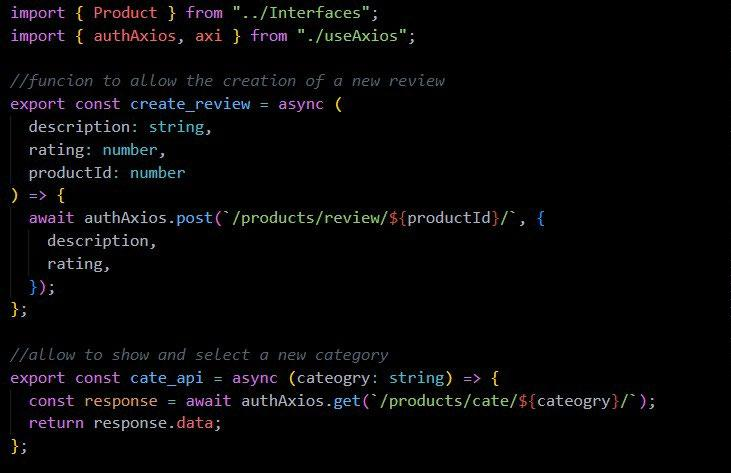 import { Product } from "../Interfaces";
import { authAxios, axi } from "./useAxios";

//funcion to allow the creation of a new review
export const create_review = async (
  description: string,
  rating: number,
  productId: number
) => {
  await authAxios.post(`/products/review/${productId}/`, {
    description,
    rating,
  });
};

//allow to show and select a new category
export const cate_api = async (cateogry: string) => {
  const response = await authAxios.get(`/products/cate/${cateogry}/`);
  return response.data;
};